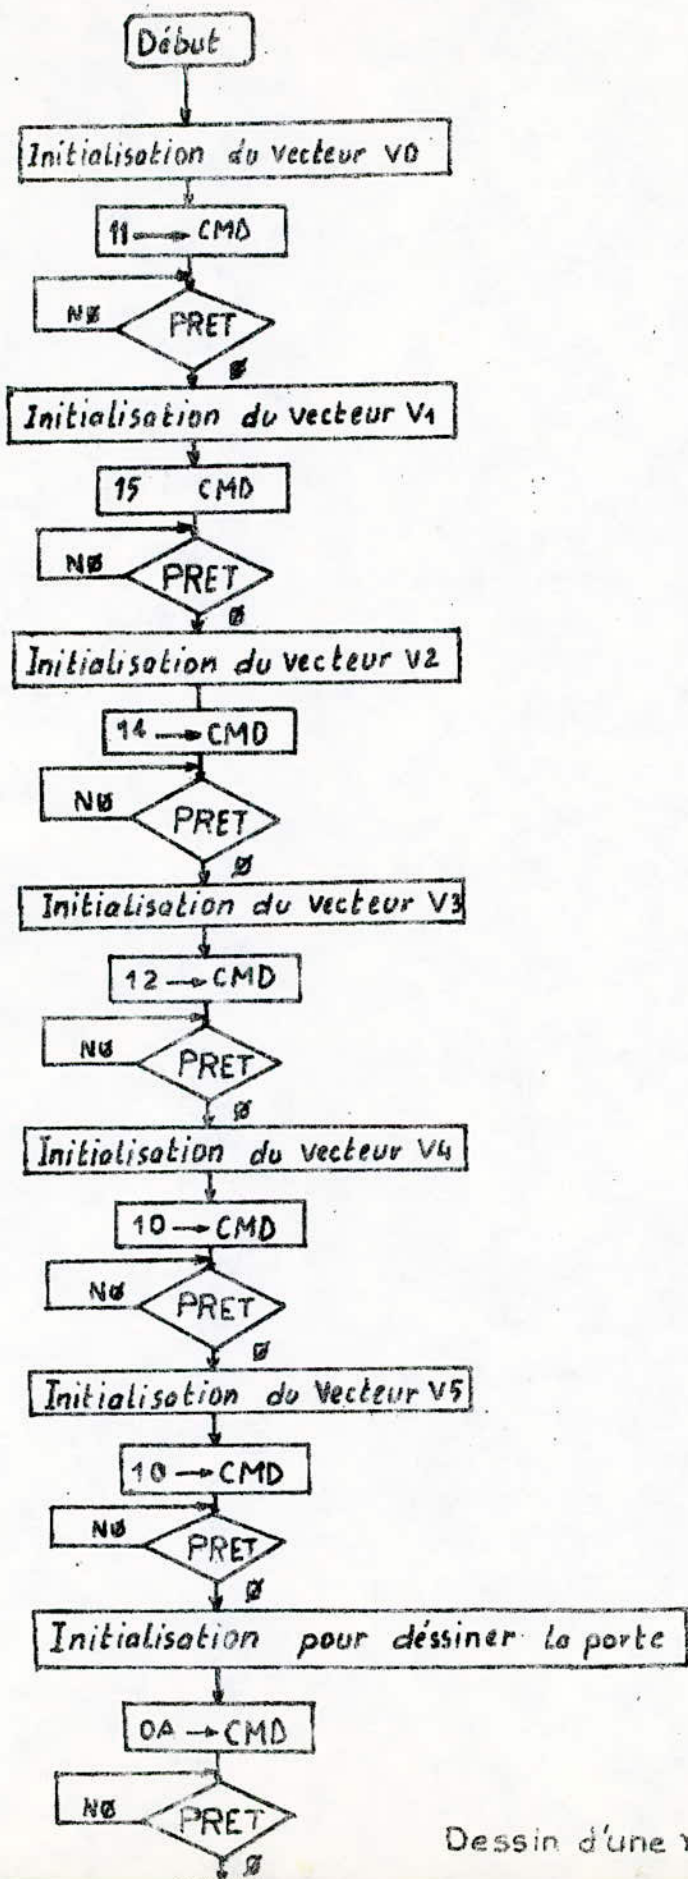 Début
Initialisation du vecteur V0
11 → CMD
PRET
NØ
Ø
Initialisation du vecteur V1
15 CMD
PRET
NØ
Ø
Initialisation du vecteur V2
14 → CMD
PRET
NØ
Ø
Initialisation du vecteur V3
12 → CMD
PRET
NØ
Ø
Initialisation du vecteur V4
10 → CMD
PRET
NØ
Ø
Initialisation du Vecteur V5
10 → CMD
PRET
NØ
Ø
Initialisation pour déssiner la porte
0A → CMD
PRET
NØ
Ø
Dessin d'une